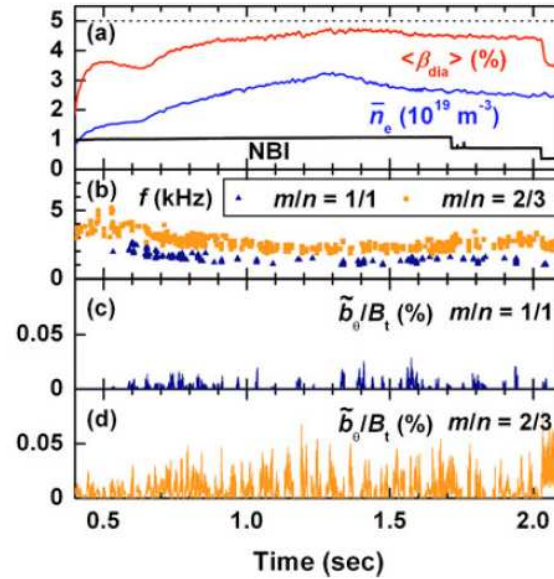 5
(a)
4
<β_dia> (%)
3
n̄_e (10^19 m^-3)
2
1
NBI
0
(b) f (kHz) ▲ m/n = 1/1 ■ m/n = 2/3
5
0
(c) b̃_θ/B_t (%) m/n = 1/1
0.05
0
(d) b̃_θ/B_t (%) m/n = 2/3
0.05
0
0.5 1.0 1.5 2.0
Time (sec)